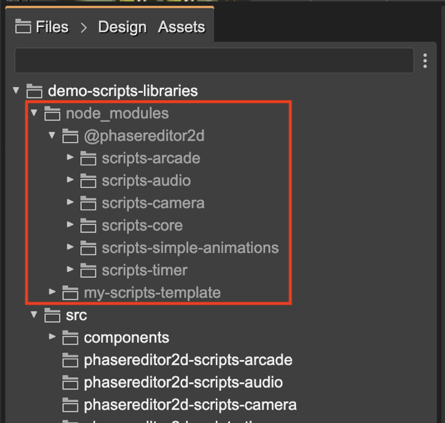 Files > Design Assets
demo-scripts-libraries
node_modules
@phasereditor2d
scripts-arcade
scripts-audio
scripts-camera
scripts-core
scripts-simple-animations
scripts-timer
my-scripts-template
src
components
phasereditor2d-scripts-arcade
phasereditor2d-scripts-audio
phasereditor2d-scripts-camera